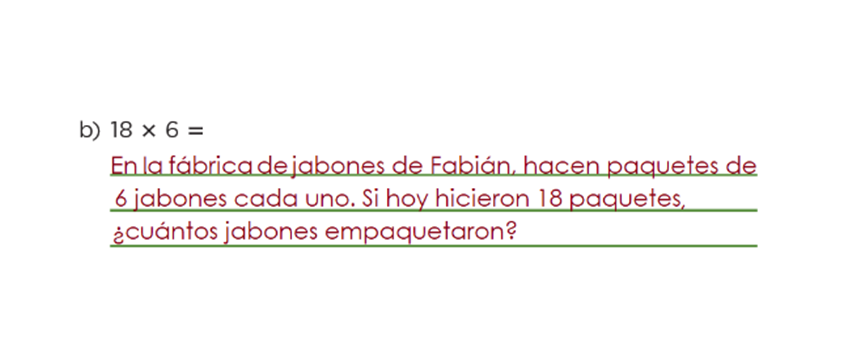 b) 18 × 6 =
En la fábrica de jabones de Fabián, hacen paquetes de
6 jabones cada uno. Si hoy hicieron 18 paquetes,
¿cuántos jabones empaquetaron?